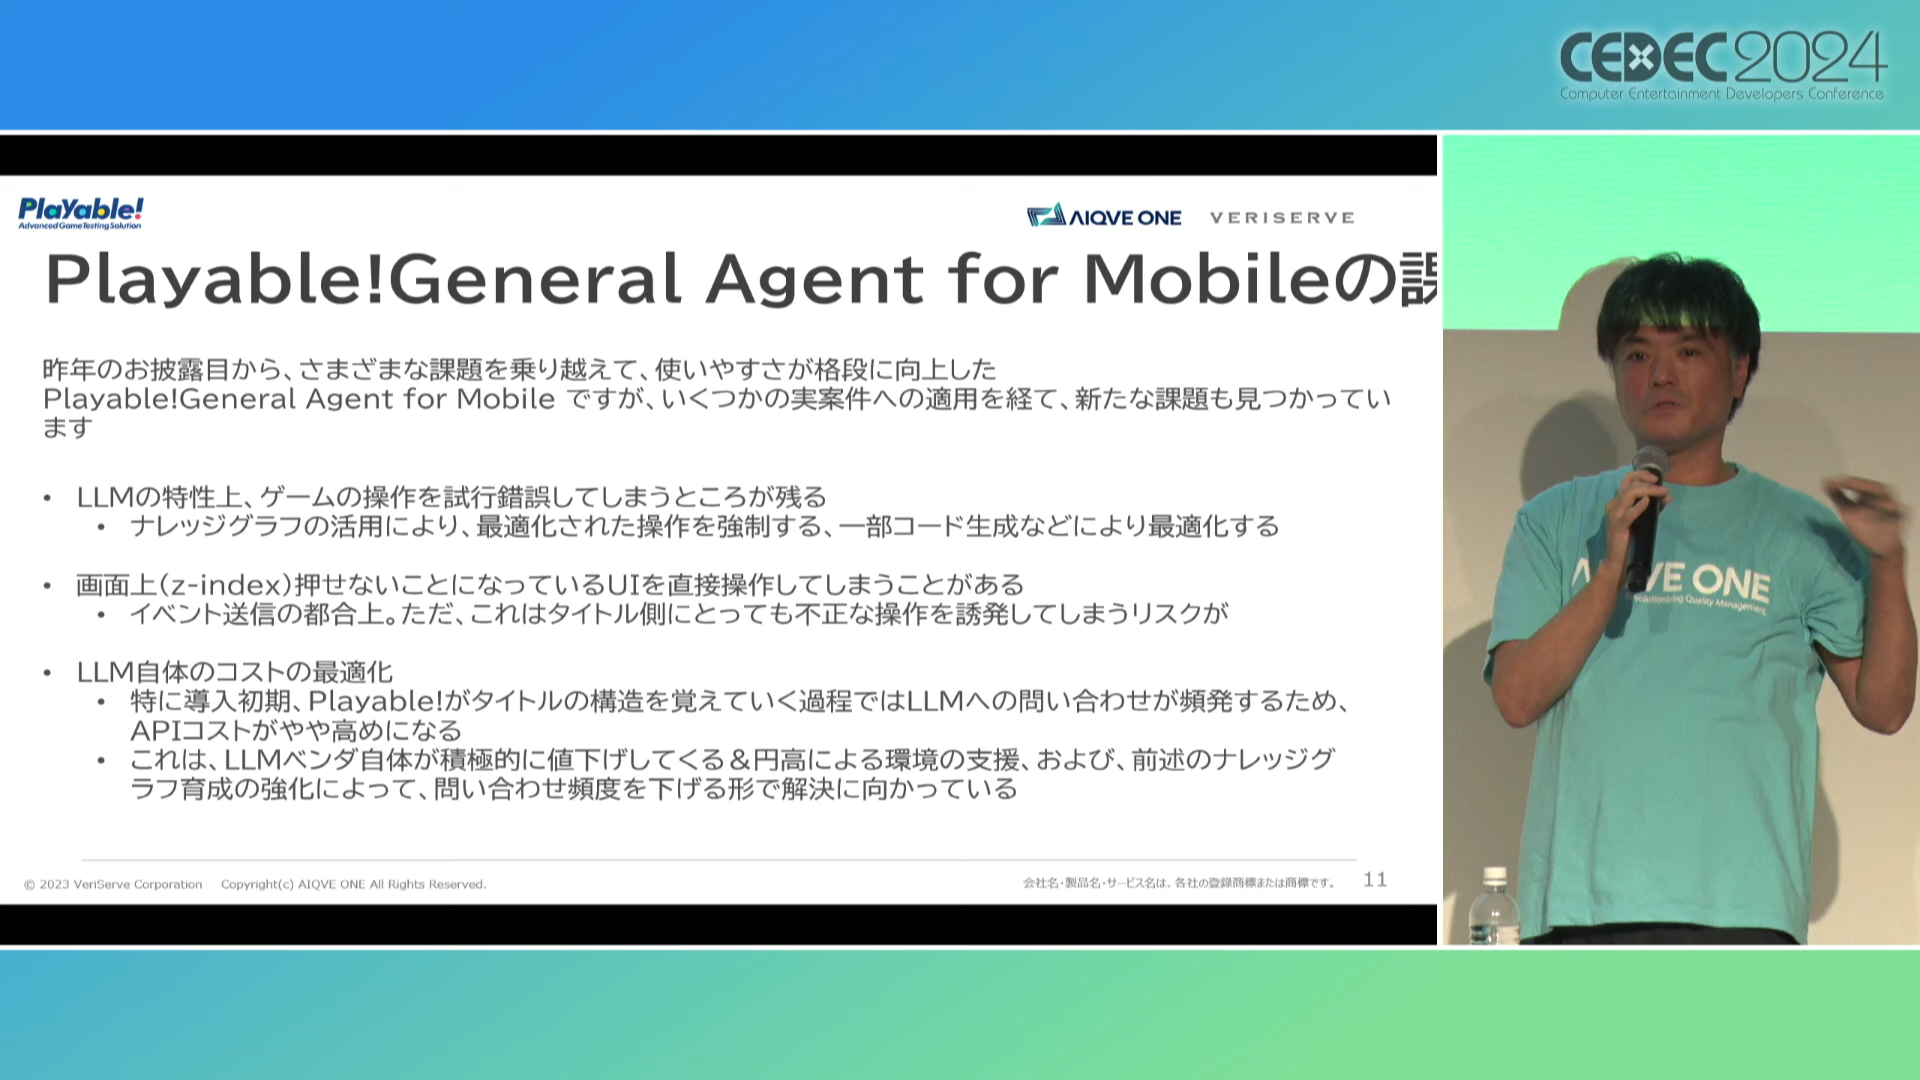 CEDEC2024
Computer Entertainment Developers Conference
Playable!
Advanced Game Testing Solution
AIQVE ONE VERISERVE
Playable!General Agent for Mobileの課
昨年のお披露目から、さまざまな課題を乗り越えて、使いやすさが格段に向上した
Playable!General Agent for Mobile ですが、いくつかの実案件への適用を経て、新たな課題も見つかってい
ます
• LLMの特性上、ゲームの操作を試行錯誤してしまうところが残る
• ナレッジグラフの活用により、最適化された操作を強制する、一部コード生成などにより最適化する
• 画面上（z-index）押せないことになっているUIを直接操作してしまうことがある
• イベント送信の都合上。ただ、これはタイトル側にとっても不正な操作を誘発してしまうリスクが
• LLM自体のコストの最適化
• 特に導入初期、Playable!がタイトルの構造を覚えていく過程ではLLMへの問い合わせが頻発するため、
APIコストがやや高めになる
• これは、LLMベンダ自体が積極的に値下げしてくる＆円高による環境の支援、および、前述のナレッジグ
ラフ育成の強化によって、問い合わせ頻度を下げる形で解決に向かっている
© 2023 VeriServe Corporation Copyright(c) AIQVE ONE All Rights Reserved.
会社名・製品名・サービス名は、各社の登録商標または商標です。 11
VE ONE
Quality Management.